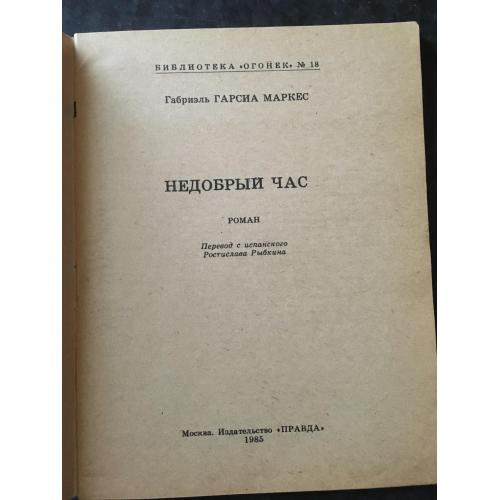 БИБЛИОТЕКА «ОГОНЕК» № 18
Габриэль ГАРСИА МАРКЕС
НЕДОБРЫЙ ЧАС
РОМАН
Перевод с испанского
Ростислава Рыбкина
Москва. Издательство «ПРАВДА»
1985